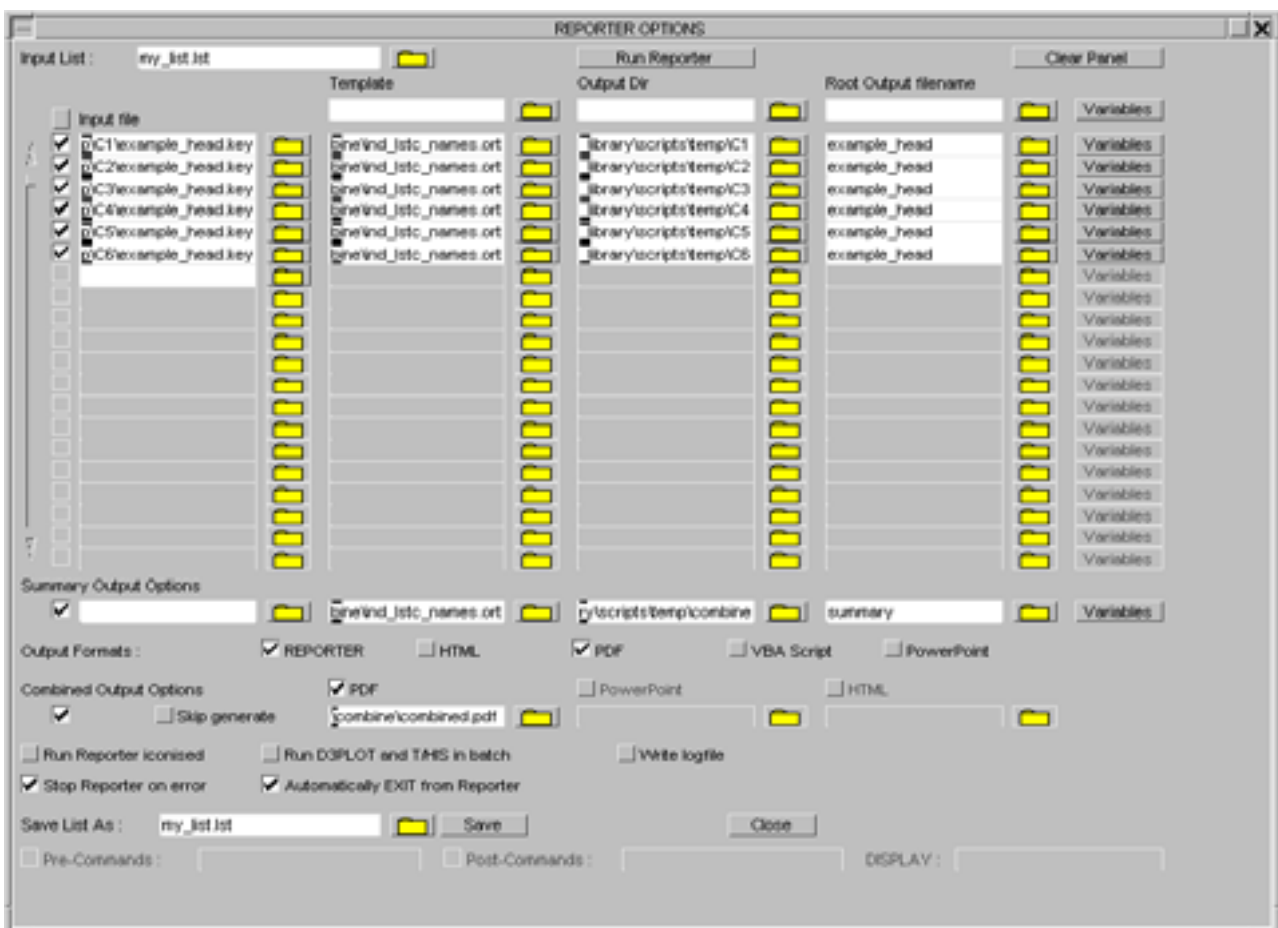 REPORTER OPTIONS
Input List : my_list.lst Run Reporter Clear Panel
Template Output Dir Root Output filename
Variables
Input file
p\C1\example_head.key bine\ind_lstc_names.ort _library\scripts\temp\C1 example_head Variables
p\C2\example_head.key bine\ind_lstc_names.ort _library\scripts\temp\C2 example_head Variables
p\C3\example_head.key bine\ind_lstc_names.ort _library\scripts\temp\C3 example_head Variables
p\C4\example_head.key bine\ind_lstc_names.ort _library\scripts\temp\C4 example_head Variables
p\C5\example_head.key bine\ind_lstc_names.ort _library\scripts\temp\C5 example_head Variables
p\C6\example_head.key bine\ind_lstc_names.ort _library\scripts\temp\C6 example_head Variables
Variables
Variables
Variables
Variables
Variables
Variables
Variables
Variables
Variables
Variables
Variables
Variables
Variables
Variables
Summary Output Options
bine\ind_lstc_names.ort ry\scripts\temp\combine summary Variables
Output Formats : REPORTER HTML PDF VBA Script PowerPoint
Combined Output Options PDF PowerPoint HTML
Skip generate \combine\combined.pdf
Run Reporter iconised Run D3PLOT and T/HIS in batch Write logfile
Stop Reporter on error Automatically EXIT from Reporter
Save List As : my_list.lst Save Close
Pre-Commands : Post-Commands : DISPLAY :